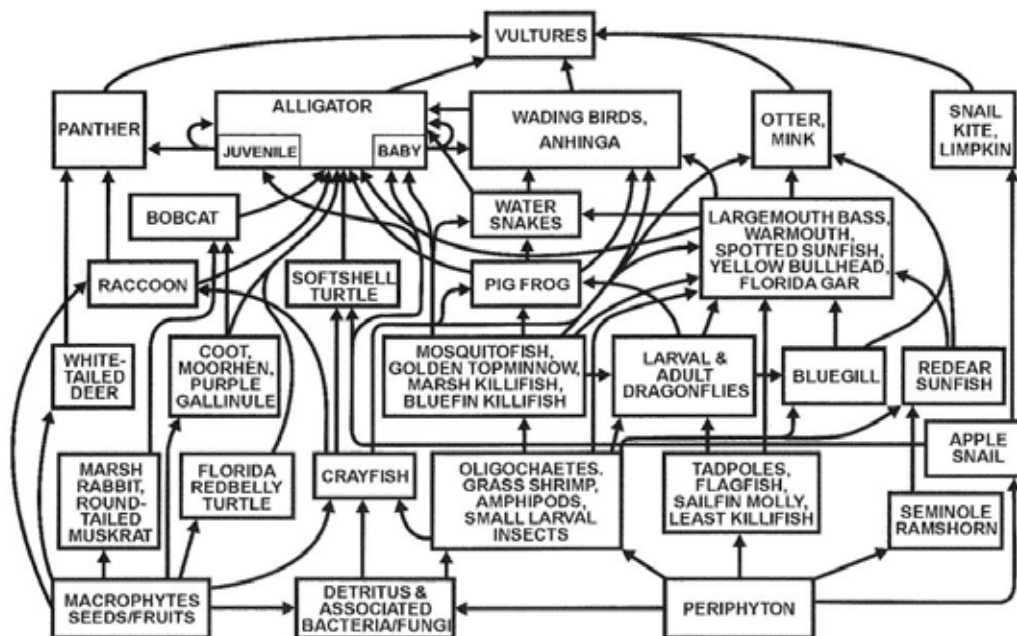 VULTURES
PANTHER
ALLIGATOR
JUVENILE
BABY
WADING BIRDS,
ANHINGA
OTTER,
MINK
SNAIL
KITE,
LIMPKIN
BOBCAT
WATER
SNAKES
LARGEMOUTH BASS,
WARMOUTH,
SPOTTED SUNFISH,
YELLOW BULLHEAD,
FLORIDA GAR
RACCOON
SOFTSHELL
TURTLE
PIG FROG
WHITE-
TAILED
DEER
COOT,
MOORHEN,
PURPLE
GALLINULE
MOSQUITOFISH,
GOLDEN TOPMINNOW,
MARSH KILLIFISH,
BLUEFIN KILLIFISH
LARVAL &
ADULT
DRAGONFLIES
BLUEGILL
REDEAR
SUNFISH
APPLE
SNAIL
MARSH
RABBIT,
ROUND-
TAILED
MUSKRAT
FLORIDA
REDBELLY
TURTLE
CRAYFISH
OLIGOCHAETES.
GRASS SHRIMP,
AMPHIPODS,
SMALL LARVAL
INSECTS
TADPOLES,
FLAGFISH,
SAILFIN MOLLY,
LEAST KILLIFISH
SEMINOLE
RAMSHORN
MACROPHYTES
SEEDS/FRUITS
DETRITUS &
ASSOCIATED
BACTERIA/FUNGI
PERIPHYTON